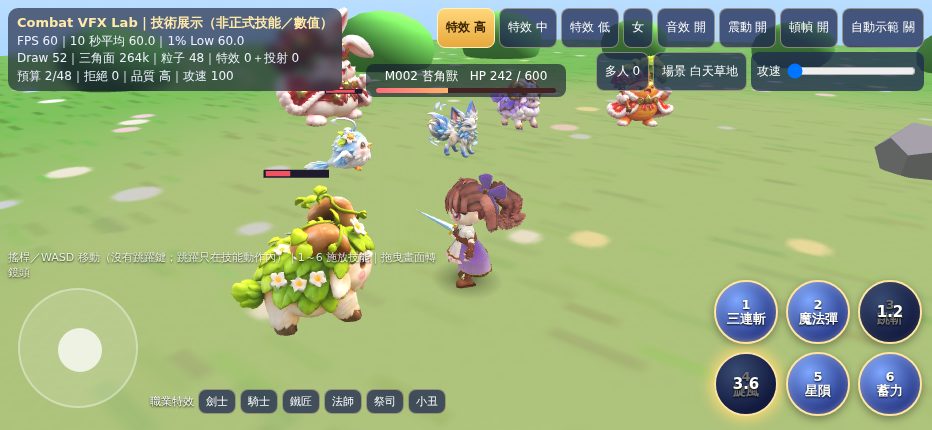 Combat VFX Lab｜技術展示（非正式技能／數值）
FPS 60｜10 秒平均 60.0｜1% Low 60.0
Draw 52｜三角面 264k｜粒子 48｜特效 0＋投射 0
預算 2/48｜拒絕 0｜品質 高｜攻速 100
特效 高
特效 中
特效 低
女
音效 開
震動 開
頓幀 開
自動示範 關
M002 苔角獸 HP 242 / 600
多人 0
場景 白天草地
攻速
搖桿／WASD 移動（沒有跳躍鍵；跳躍只在技能動作內）｜1～6 施放技能｜拖曳畫面轉
鏡頭
1
三連斬
2
魔法彈
3
1.2
跳斬
4
3.6
旋風
5
星隕
6
蓄力
職業特效
劍士
騎士
鐵匠
法師
祭司
小丑